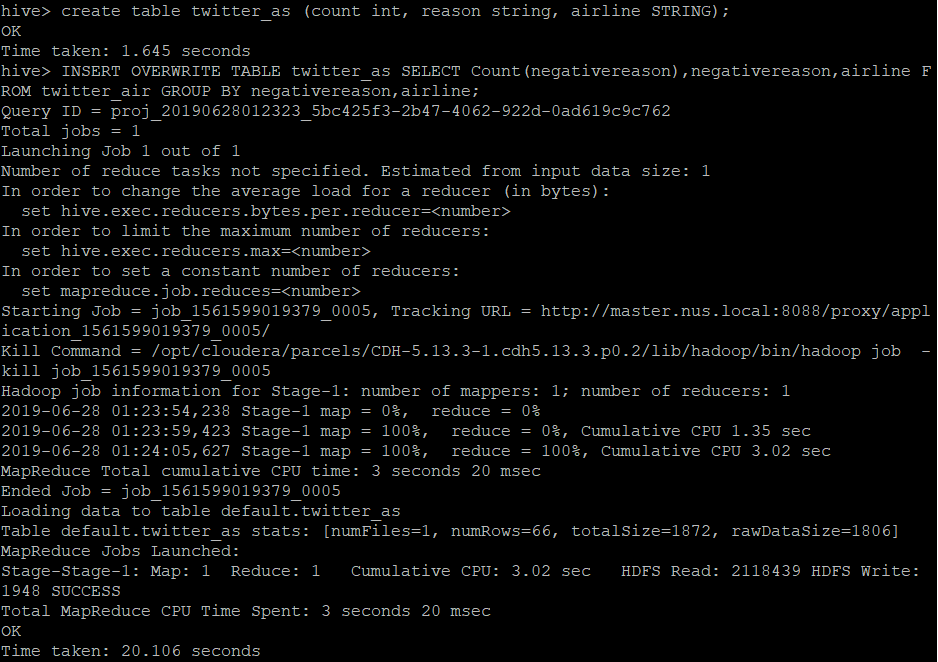 hive> create table twitter_as (count int, reason string, airline STRING);
OK
Time taken: 1.645 seconds
hive> INSERT OVERWRITE TABLE twitter_as SELECT Count(negativereason),negativereason,airline F
ROM twitter_air GROUP BY negativereason,airline;
Query ID = proj_20190628012323_5bc425f3-2b47-4062-922d-0ad619c9c762
Total jobs = 1
Launching Job 1 out of 1
Number of reduce tasks not specified. Estimated from input data size: 1
In order to change the average load for a reducer (in bytes):
  set hive.exec.reducers.bytes.per.reducer=<number>
In order to limit the maximum number of reducers:
  set hive.exec.reducers.max=<number>
In order to set a constant number of reducers:
  set mapreduce.job.reduces=<number>
Starting Job = job_1561599019379_0005, Tracking URL = http://master.nus.local:8088/proxy/appl
ication_1561599019379_0005/
Kill Command = /opt/cloudera/parcels/CDH-5.13.3-1.cdh5.13.3.p0.2/lib/hadoop/bin/hadoop job  -
kill job_1561599019379_0005
Hadoop job information for Stage-1: number of mappers: 1; number of reducers: 1
2019-06-28 01:23:54,238 Stage-1 map = 0%,  reduce = 0%
2019-06-28 01:23:59,423 Stage-1 map = 100%,  reduce = 0%, Cumulative CPU 1.35 sec
2019-06-28 01:24:05,627 Stage-1 map = 100%,  reduce = 100%, Cumulative CPU 3.02 sec
MapReduce Total cumulative CPU time: 3 seconds 20 msec
Ended Job = job_1561599019379_0005
Loading data to table default.twitter_as
Table default.twitter_as stats: [numFiles=1, numRows=66, totalSize=1872, rawDataSize=1806]
MapReduce Jobs Launched:
Stage-Stage-1: Map: 1  Reduce: 1   Cumulative CPU: 3.02 sec   HDFS Read: 2118439 HDFS Write:
1948 SUCCESS
Total MapReduce CPU Time Spent: 3 seconds 20 msec
OK
Time taken: 20.106 seconds